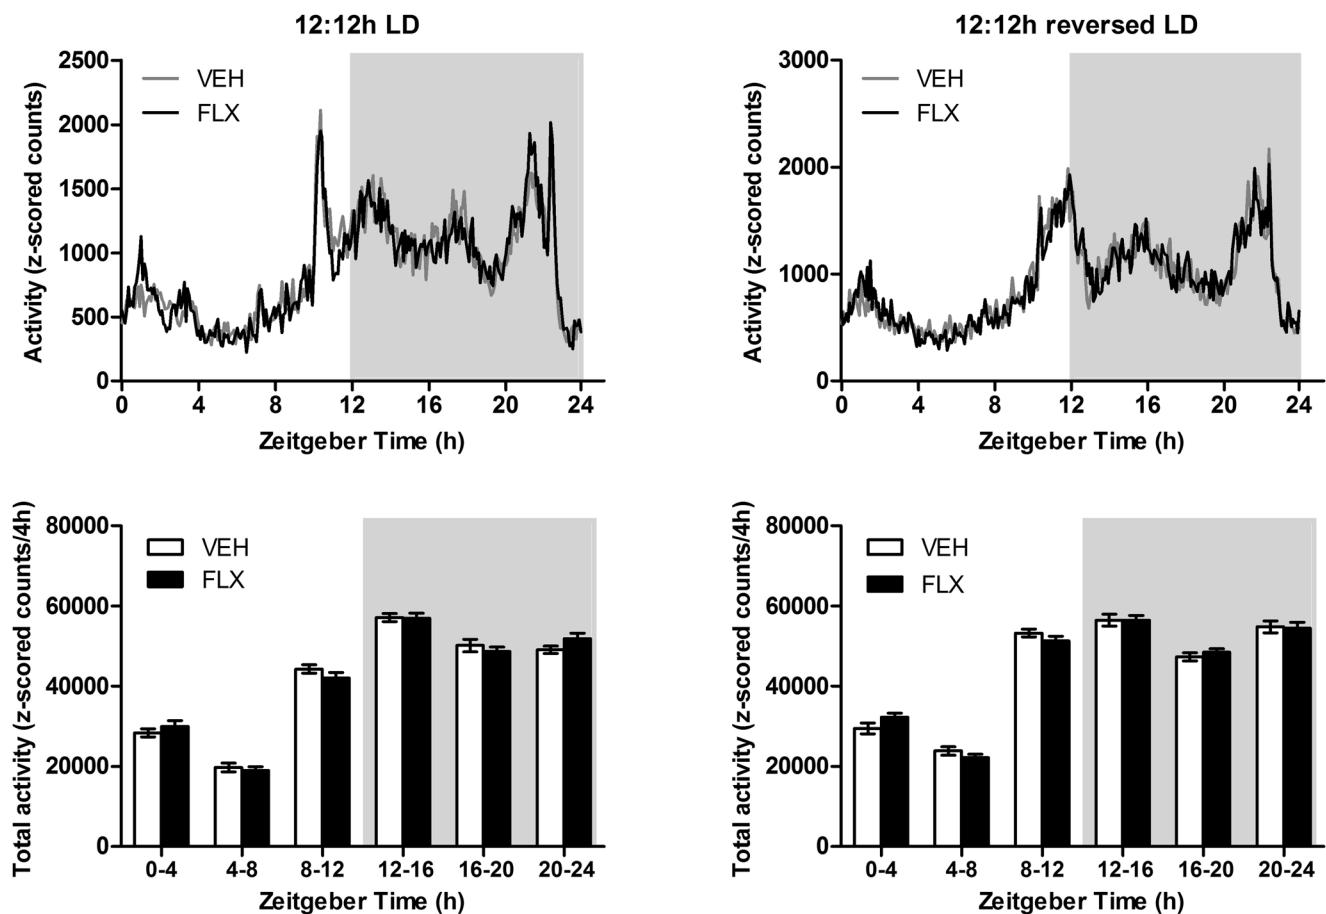 12:12h LD
Activity (z-scored counts)
2500
2000
1500
1000
500
0
VEH
FLX
0 4 8 12 16 20 24
Zeitgeber Time (h)
12:12h reversed LD
Activity (z-scored counts)
3000
2000
1000
0
VEH
FLX
0 4 8 12 16 20 24
Zeitgeber Time (h)
Total activity (z-scored counts/4h)
80000
60000
40000
20000
0
VEH
FLX
0-4 4-8 8-12 12-16 16-20 20-24
Zeitgeber Time (h)
Total activity (z-scored counts/4h)
80000
60000
40000
20000
0
VEH
FLX
0-4 4-8 8-12 12-16 16-20 20-24
Zeitgeber Time (h)